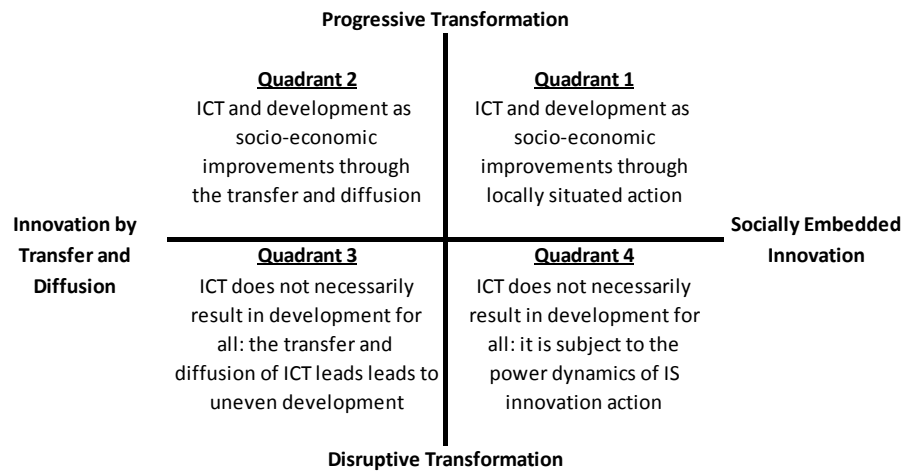 Progressive Transformation
Quadrant 2
ICT and development as
socio-economic
improvements through
the transfer and diffusion
Quadrant 1
ICT and development as
socio-economic
improvements through
locally situated action
Innovation by
Transfer and
Diffusion
Socially Embedded
Innovation
Quadrant 3
ICT does not necessarily
result in development for
all: the transfer and
diffusion of ICT leads leads to
uneven development
Quadrant 4
ICT does not necessarily
result in development for
all: it is subject to the
power dynamics of IS
innovation action
Disruptive Transformation